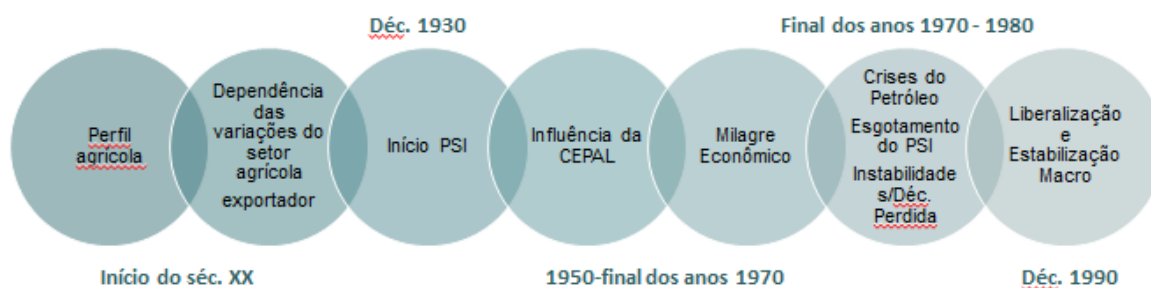 Déc. 1930
Final dos anos 1970 - 1980
Perfil
agrícola
Dependência
das
variações do
setor
agrícola
exportador
Início PSI
Influência da
CEPAL
Milagre
Econômico
Crises do
Petróleo
Esgotamento
do PSI
Instabilidade
s/Déc.
Perdida
Liberalização
e
Estabilização
Macro
Início do séc. XX
1950-final dos anos 1970
Déc. 1990